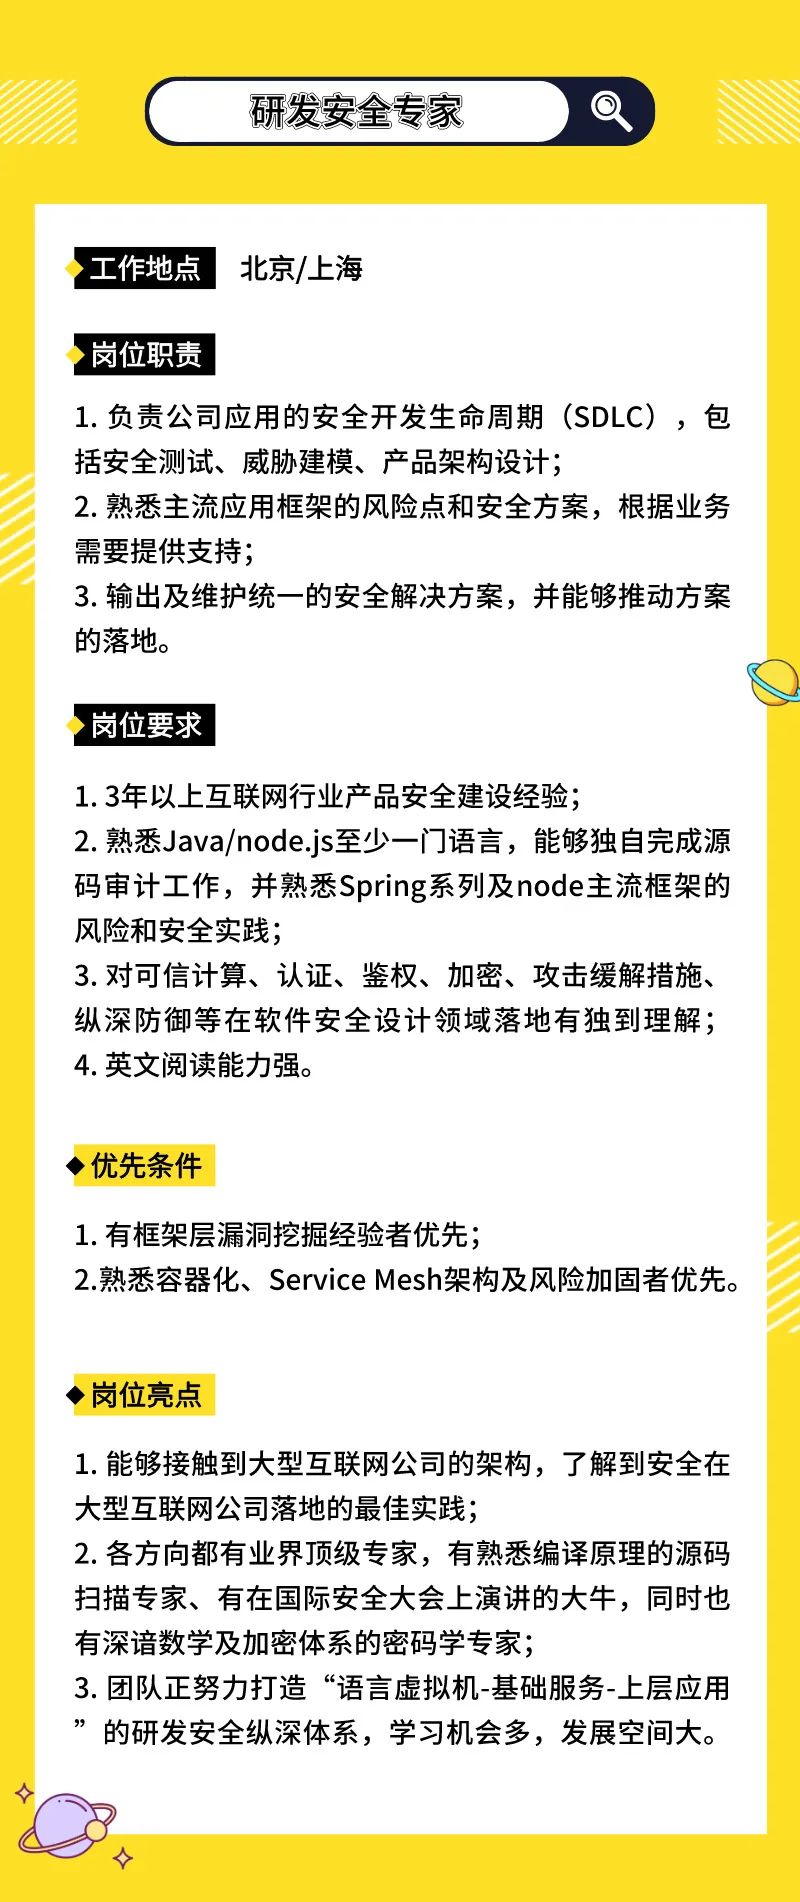 研发安全专家
工作地点 北京/上海
岗位职责
1. 负责公司应用的安全开发生命周期（SDLC），包
括安全测试、威胁建模、产品架构设计；
2. 熟悉主流应用框架的风险点和安全方案，根据业务
需要提供支持；
3. 输出及维护统一的安全解决方案，并能够推动方案
的落地。
岗位要求
1. 3年以上互联网行业产品安全建设经验；
2. 熟悉Java/node.js至少一门语言，能够独自完成源
码审计工作，并熟悉Spring系列及node主流框架的
风险和安全实践；
3. 对可信计算、认证、鉴权、加密、攻击缓解措施、
纵深防御等在软件安全设计领域落地有独到理解；
4. 英文阅读能力强。
优先条件
1. 有框架层漏洞挖掘经验者优先；
2.熟悉容器化、Service Mesh架构及风险加固者优先。
岗位亮点
1. 能够接触到大型互联网公司的架构，了解到安全在
大型互联网公司落地的最佳实践；
2. 各方向都有业界顶级专家，有熟悉编译原理的源码
扫描专家、有在国际安全大会上演讲的大牛，同时也
有深谙数学及加密体系的密码学专家；
3. 团队正努力打造“语言虚拟机-基础服务-上层应用
”的研发安全纵深体系，学习机会多，发展空间大。